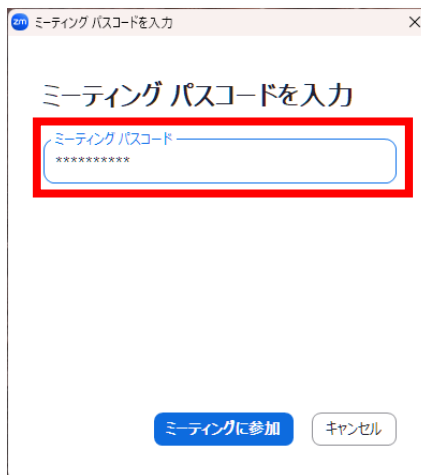 zm ミーティング パスコードを入力
ミーティング パスコードを入力
ミーティング パスコード
**********
ミーティングに参加 キャンセル